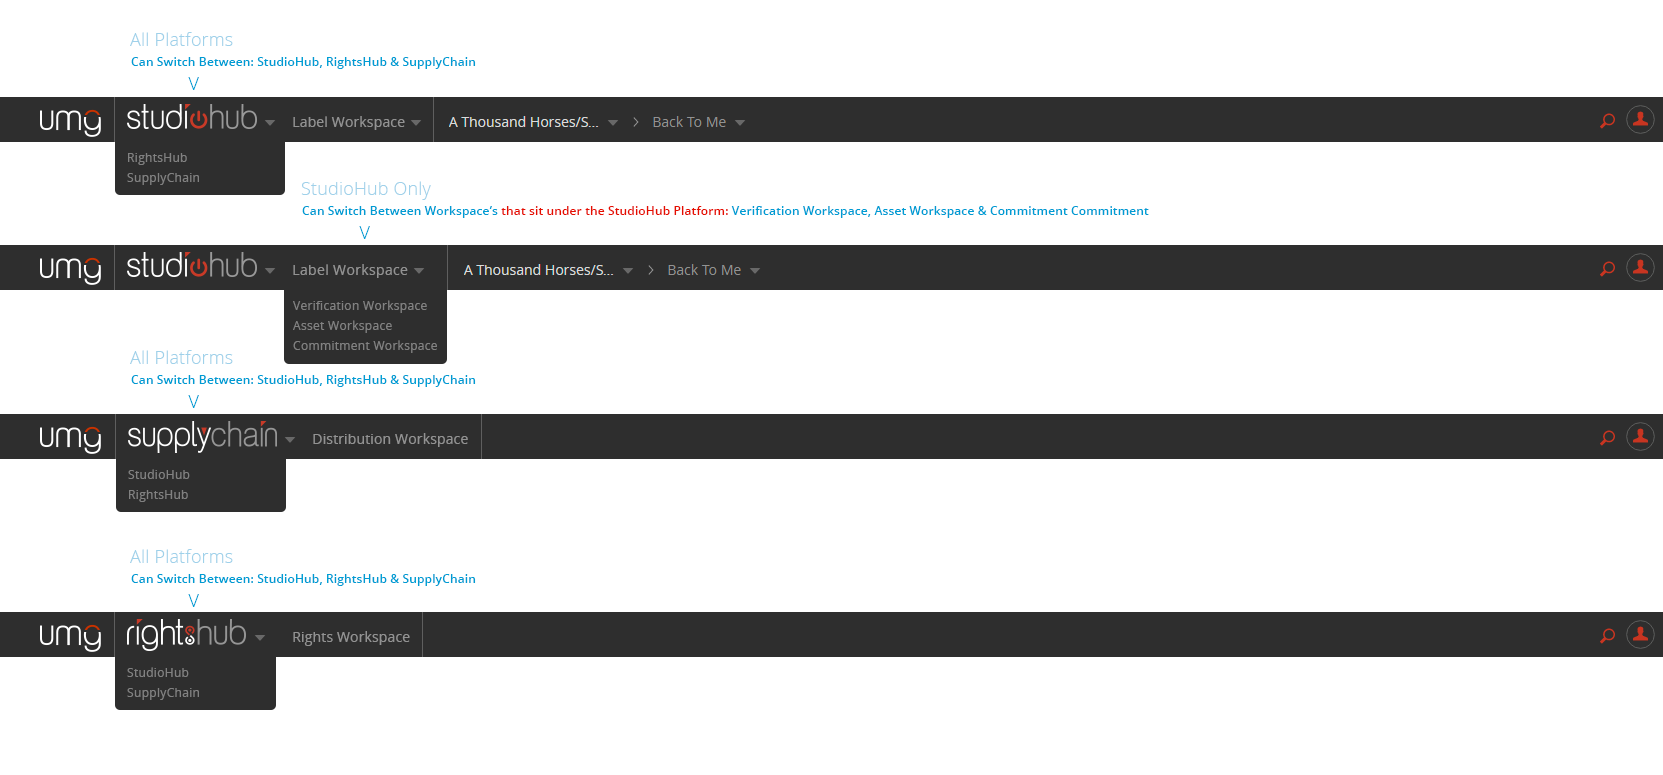 All Platforms
Can Switch Between: StudioHub, RightsHub & SupplyChain
umg studiohub Label Workspace A Thousand Horses/S... > Back To Me
RightsHub
SupplyChain
StudioHub Only
Can Switch Between Workspace's that sit under the StudioHub Platform: Verification Workspace, Asset Workspace & Commitment Commitment
umg studiohub Label Workspace A Thousand Horses/S... > Back To Me
Verification Workspace
Asset Workspace
Commitment Workspace
All Platforms
Can Switch Between: StudioHub, RightsHub & SupplyChain
umg supplychain Distribution Workspace
StudioHub
RightsHub
All Platforms
Can Switch Between: StudioHub, RightsHub & SupplyChain
umg rightshub Rights Workspace
StudioHub
SupplyChain